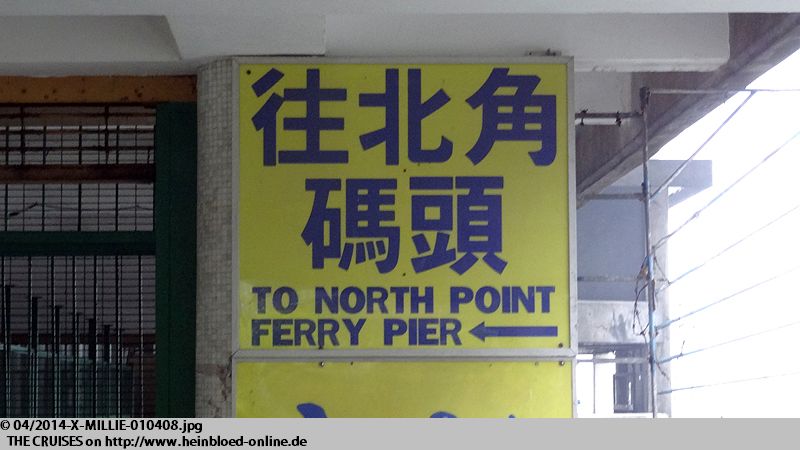 往北角
碼頭
TO NORTH POINT
FERRY PIER ←
© 04/2014-X-MILLIE-010408.jpg
THE CRUISES on http://www.heinbloed-online.de